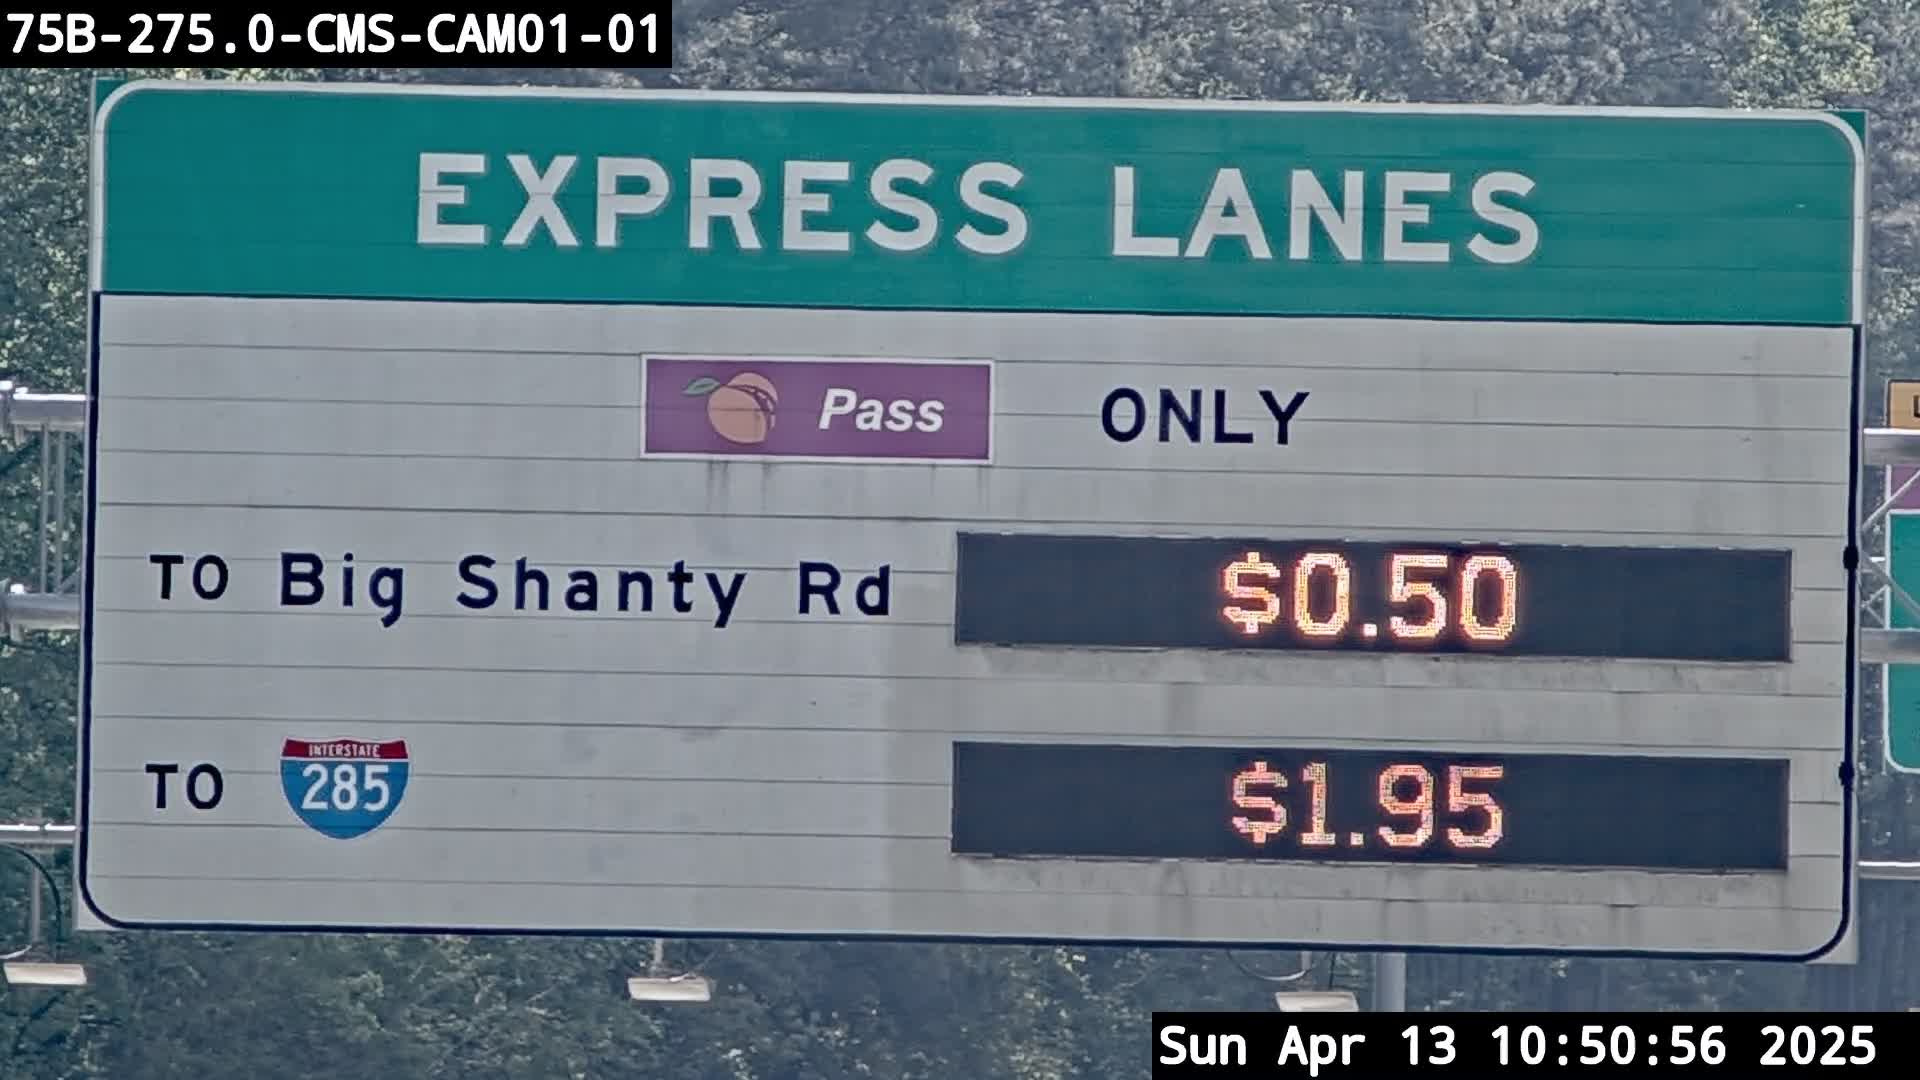 75B-275.0-CMS-CAM01-01
EXPRESS LANES
Pass ONLY
TO Big Shanty Rd $0.50
TO INTERSTATE 285 $1.95
Sun Apr 13 10:50:56 2025